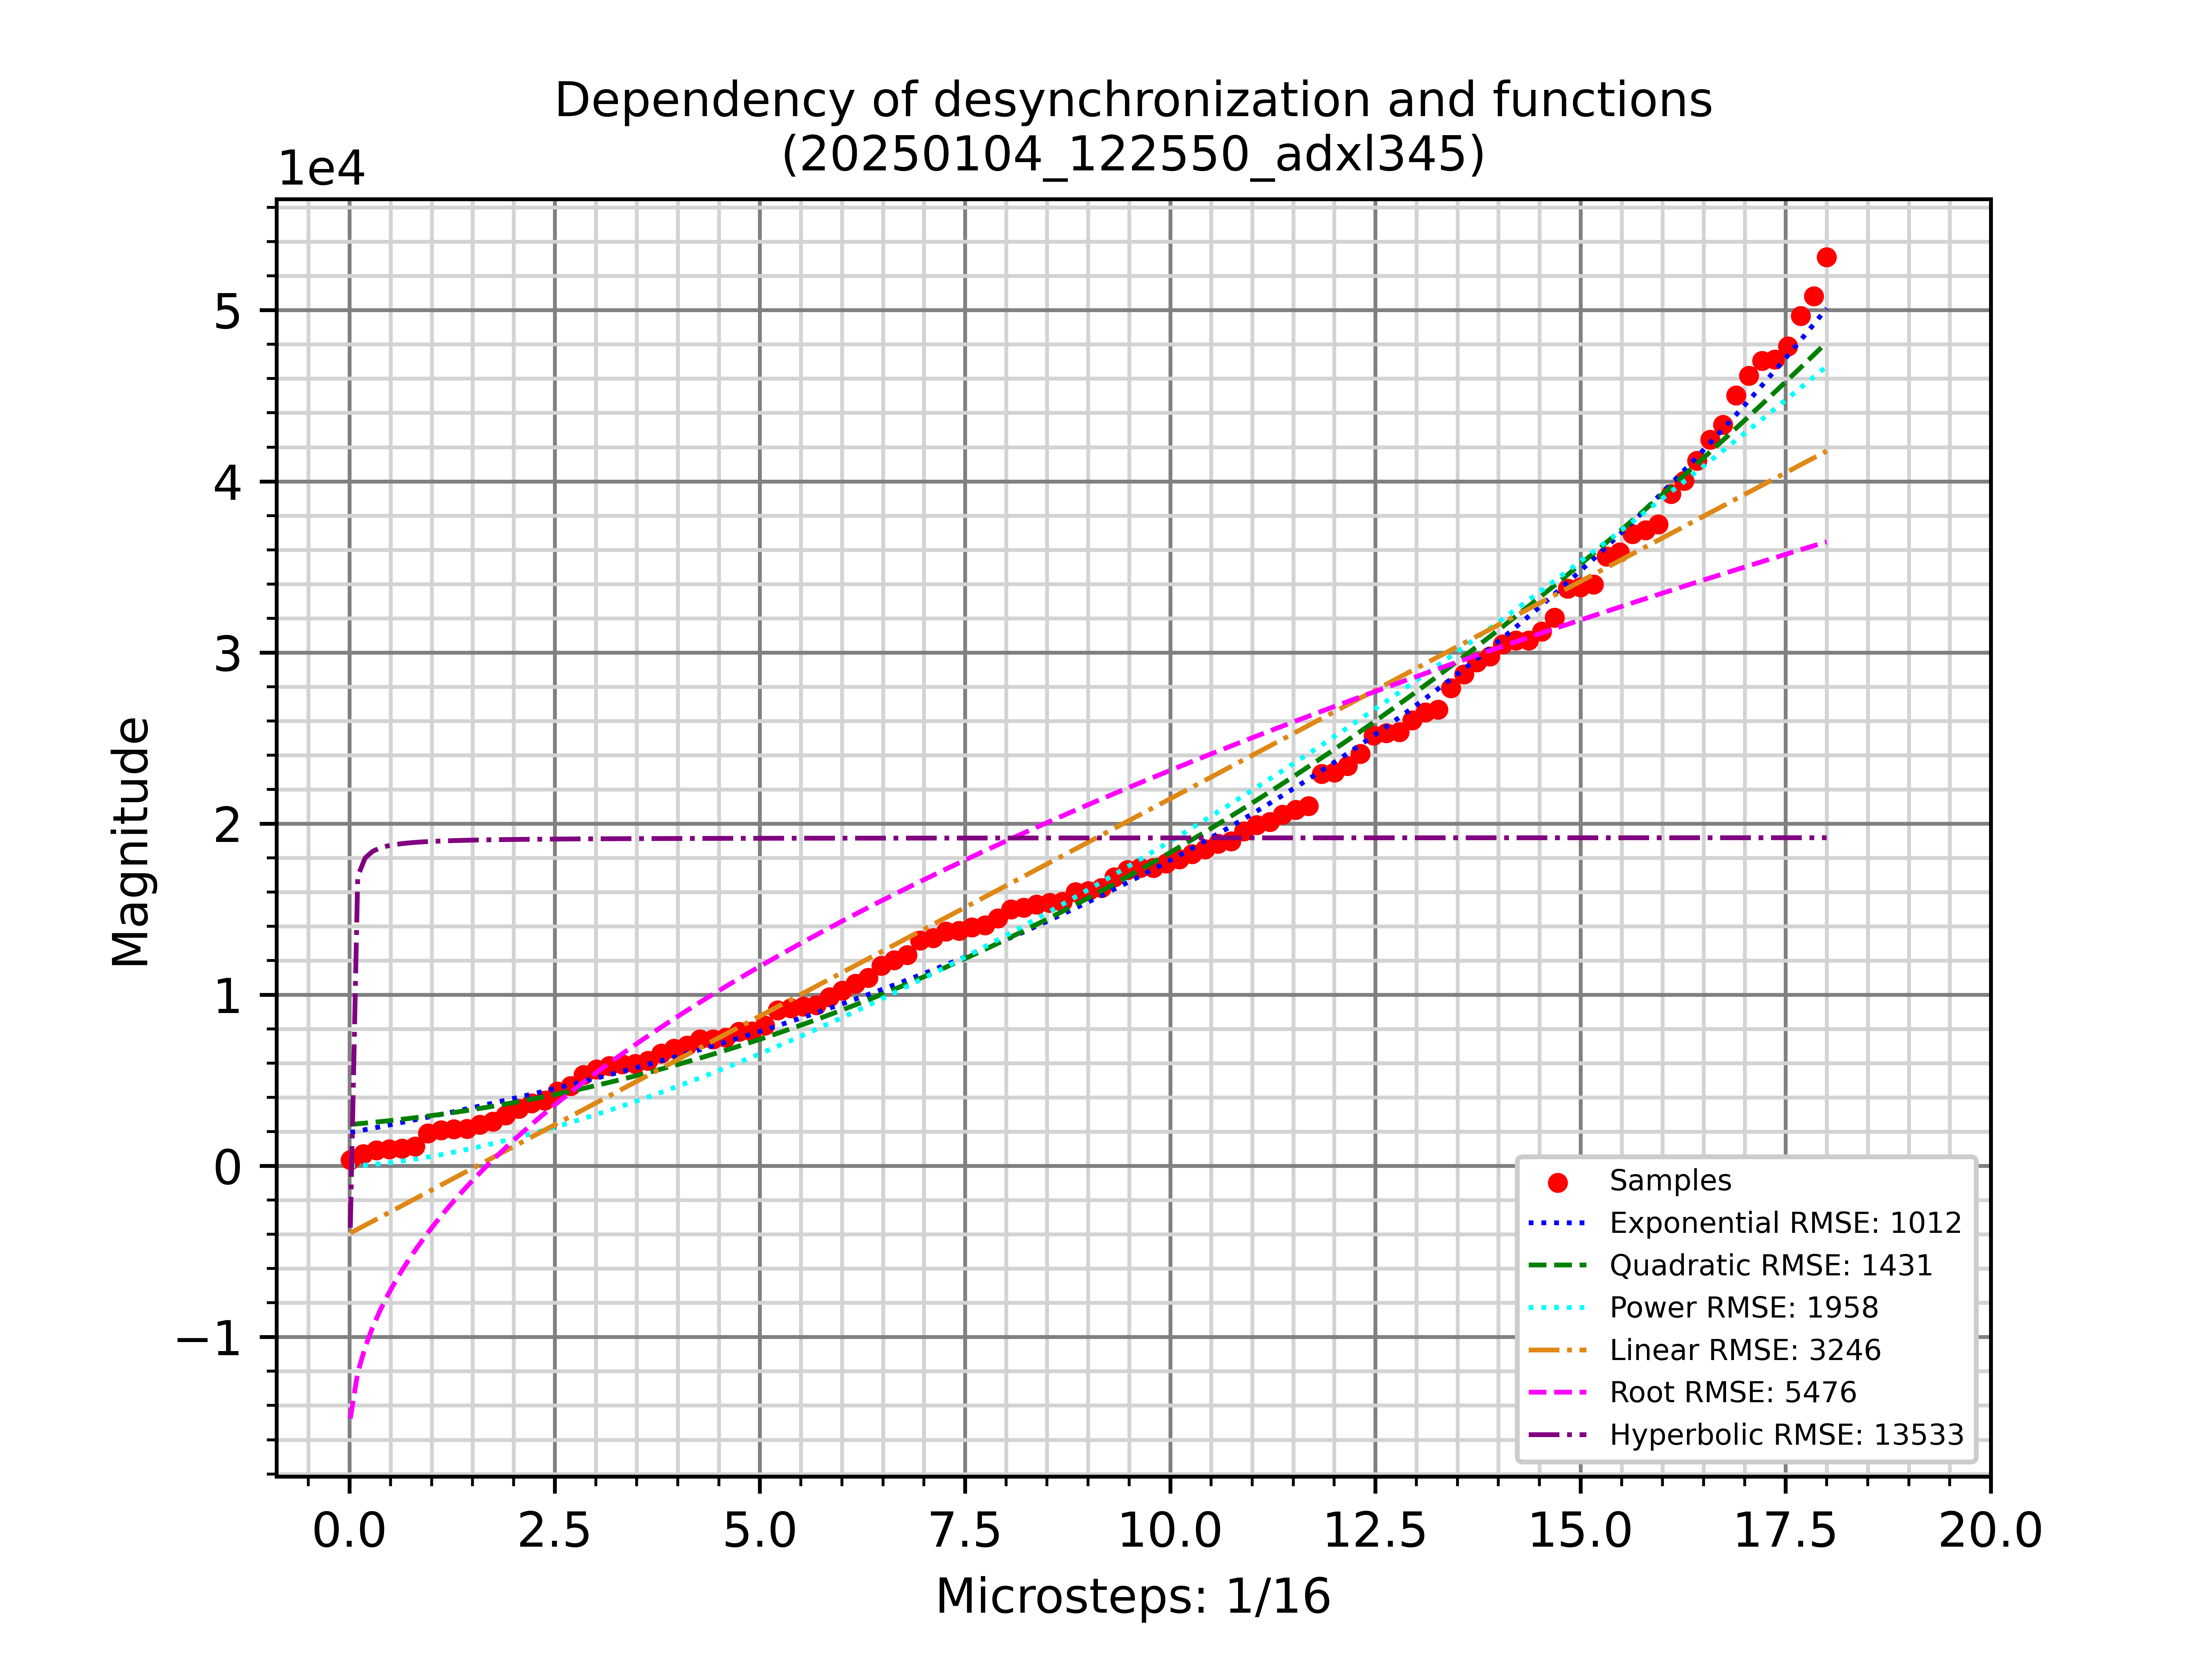 Dependency of desynchronization and functions
(20250104_122550_adxl345)
1e4
5
4
3
2
1
0
−1
Magnitude
Samples
Exponential RMSE: 1012
Quadratic RMSE: 1431
Power RMSE: 1958
Linear RMSE: 3246
Root RMSE: 5476
Hyperbolic RMSE: 13533
0.0 2.5 5.0 7.5 10.0 12.5 15.0 17.5 20.0
Microsteps: 1/16